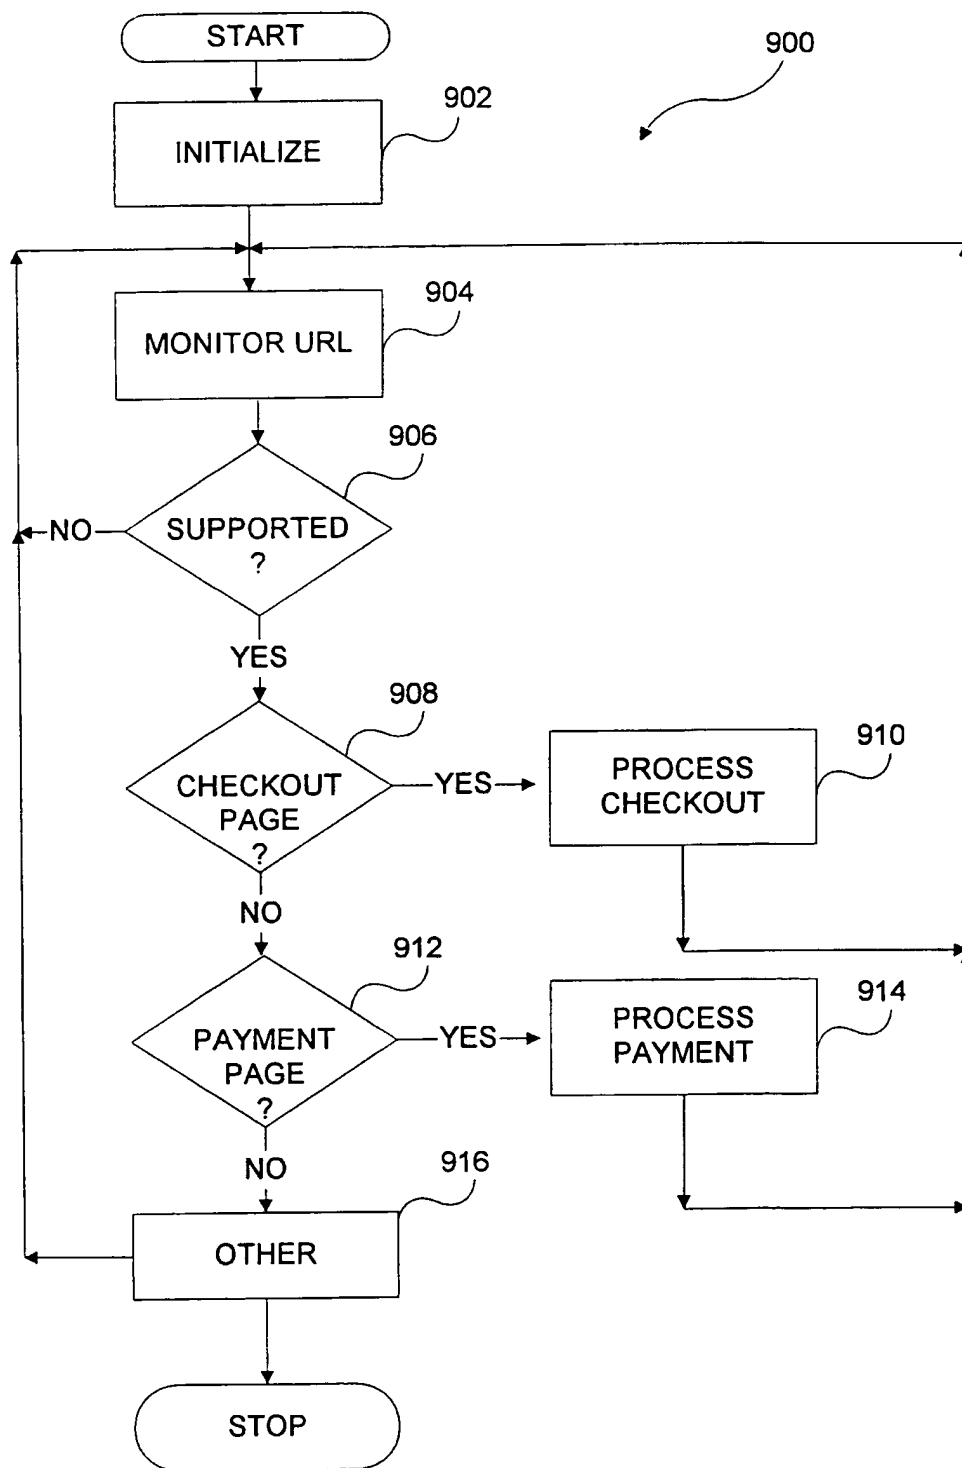 START
900
902
INITIALIZE
904
MONITOR URL
906
NO
SUPPORTED
?
YES
908
CHECKOUT
PAGE
?
YES
910
PROCESS
CHECKOUT
NO
912
PAYMENT
PAGE
?
YES
914
PROCESS
PAYMENT
NO
916
OTHER
STOP